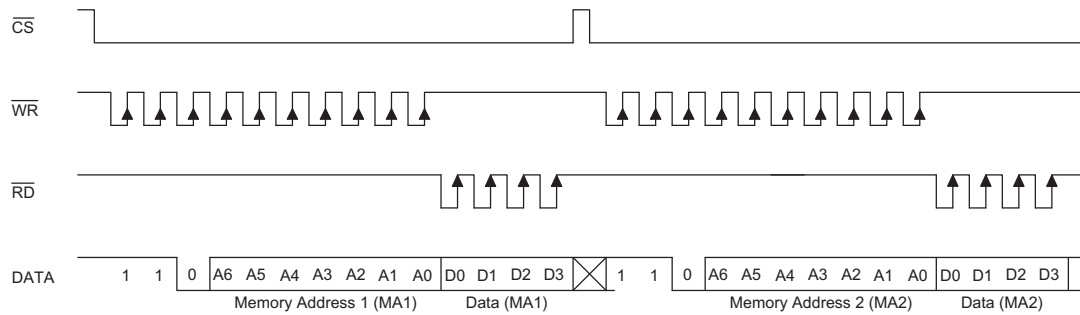 CS
WR
RD
DATA 1 1 0 A6 A5 A4 A3 A2 A1 A0 D0 D1 D2 D3 1 1 0 A6 A5 A4 A3 A2 A1 A0 D0 D1 D2 D3
Memory Address 1 (MA1) Data (MA1) Memory Address 2 (MA2) Data (MA2)